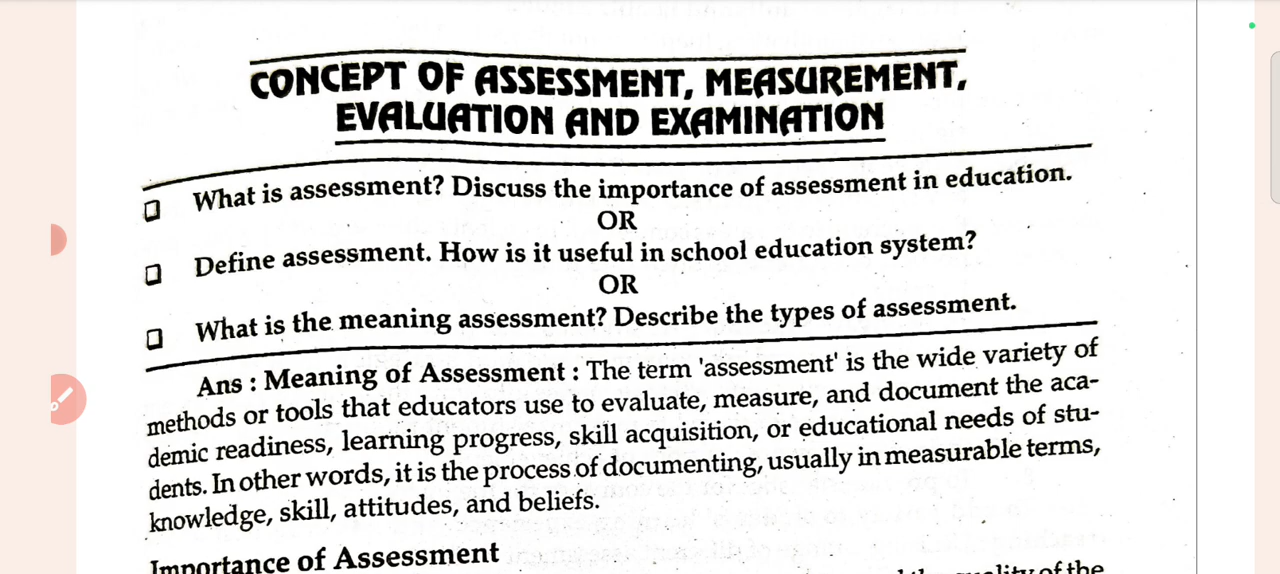 CONCEPT OF ASSESSMENT, MEASUREMENT,
EVALUATION AND EXAMINATION
What is assessment? Discuss the importance of assessment in education.
OR
Define assessment. How is it useful in school education system?
OR
What is the meaning assessment? Describe the types of assessment.
Ans : Meaning of Assessment : The term 'assessment' is the wide variety of
methods or tools that educators use to evaluate, measure, and document the aca-
demic readiness, learning progress, skill acquisition, or educational needs of stu-
dents. In other words, it is the process of documenting, usually in measurable terms,
knowledge, skill, attitudes, and beliefs.
Importance of Assessment
of the